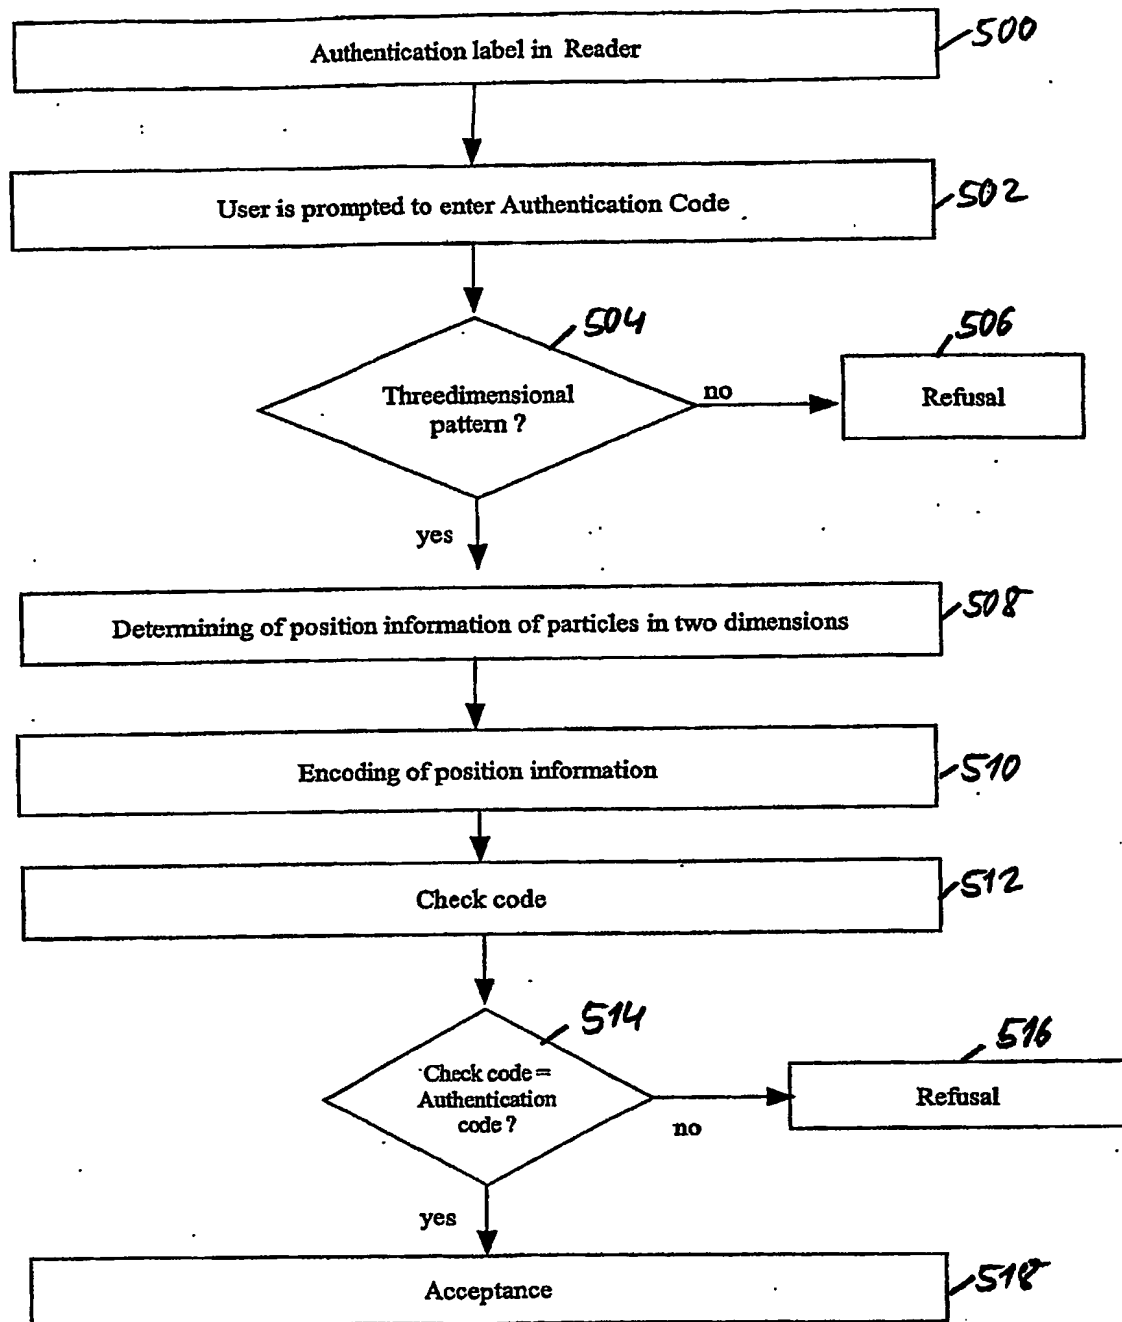 Authentication label in Reader
500
User is prompted to enter Authentication Code
502
504
506
Threedimensional
pattern ?
no
Refusal
yes
Determining of position information of particles in two dimensions
508
Encoding of position information
510
Check code
512
514
516
Check code =
Authentication
code ?
no
Refusal
yes
Acceptance
518